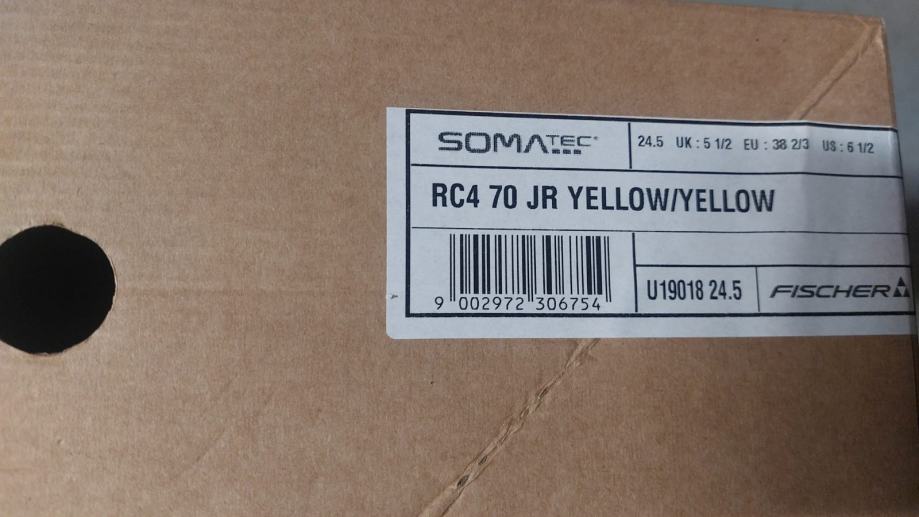 SOMATEC
24.5 UK : 5 1/2 EU : 38 2/3 US : 6 1/2
RC4 70 JR YELLOW/YELLOW
9 002972 306754
U19018 24.5
FISCHER